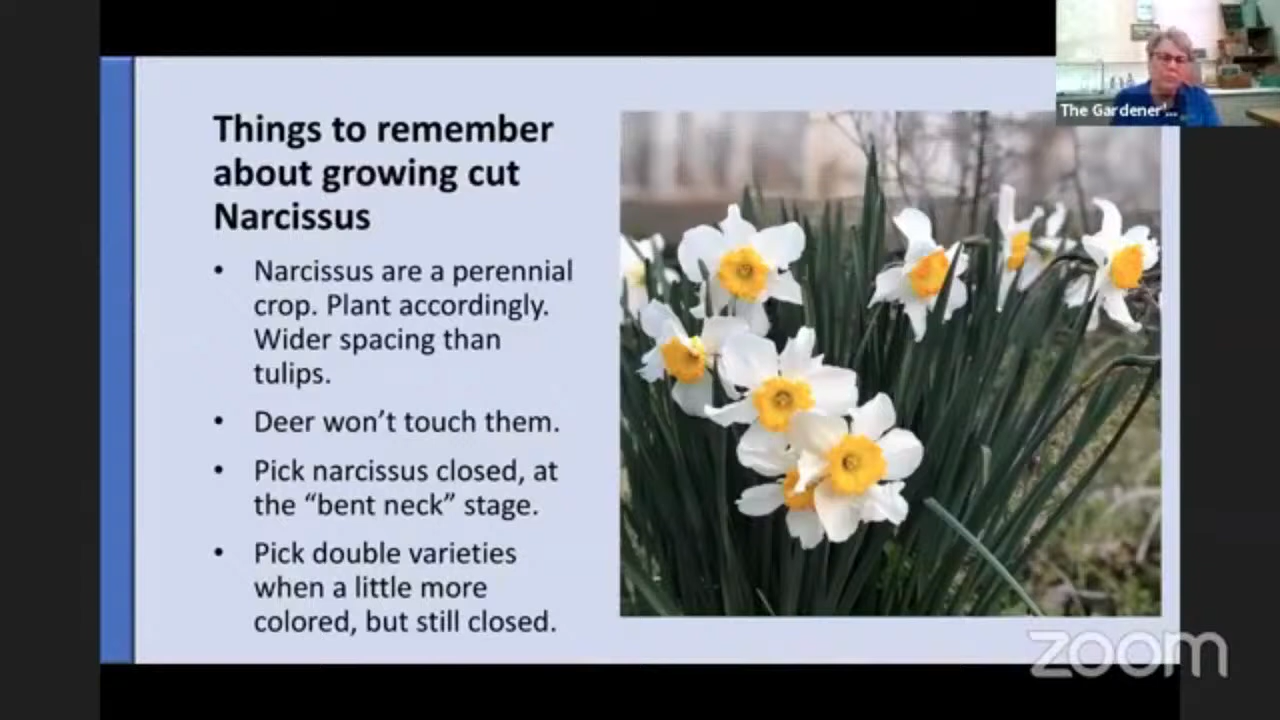 The Gardener'...
Things to remember
about growing cut
Narcissus
• Narcissus are a perennial
crop. Plant accordingly.
Wider spacing than
tulips.
• Deer won’t touch them.
• Pick narcissus closed, at
the “bent neck” stage.
• Pick double varieties
when a little more
colored, but still closed.
zoom